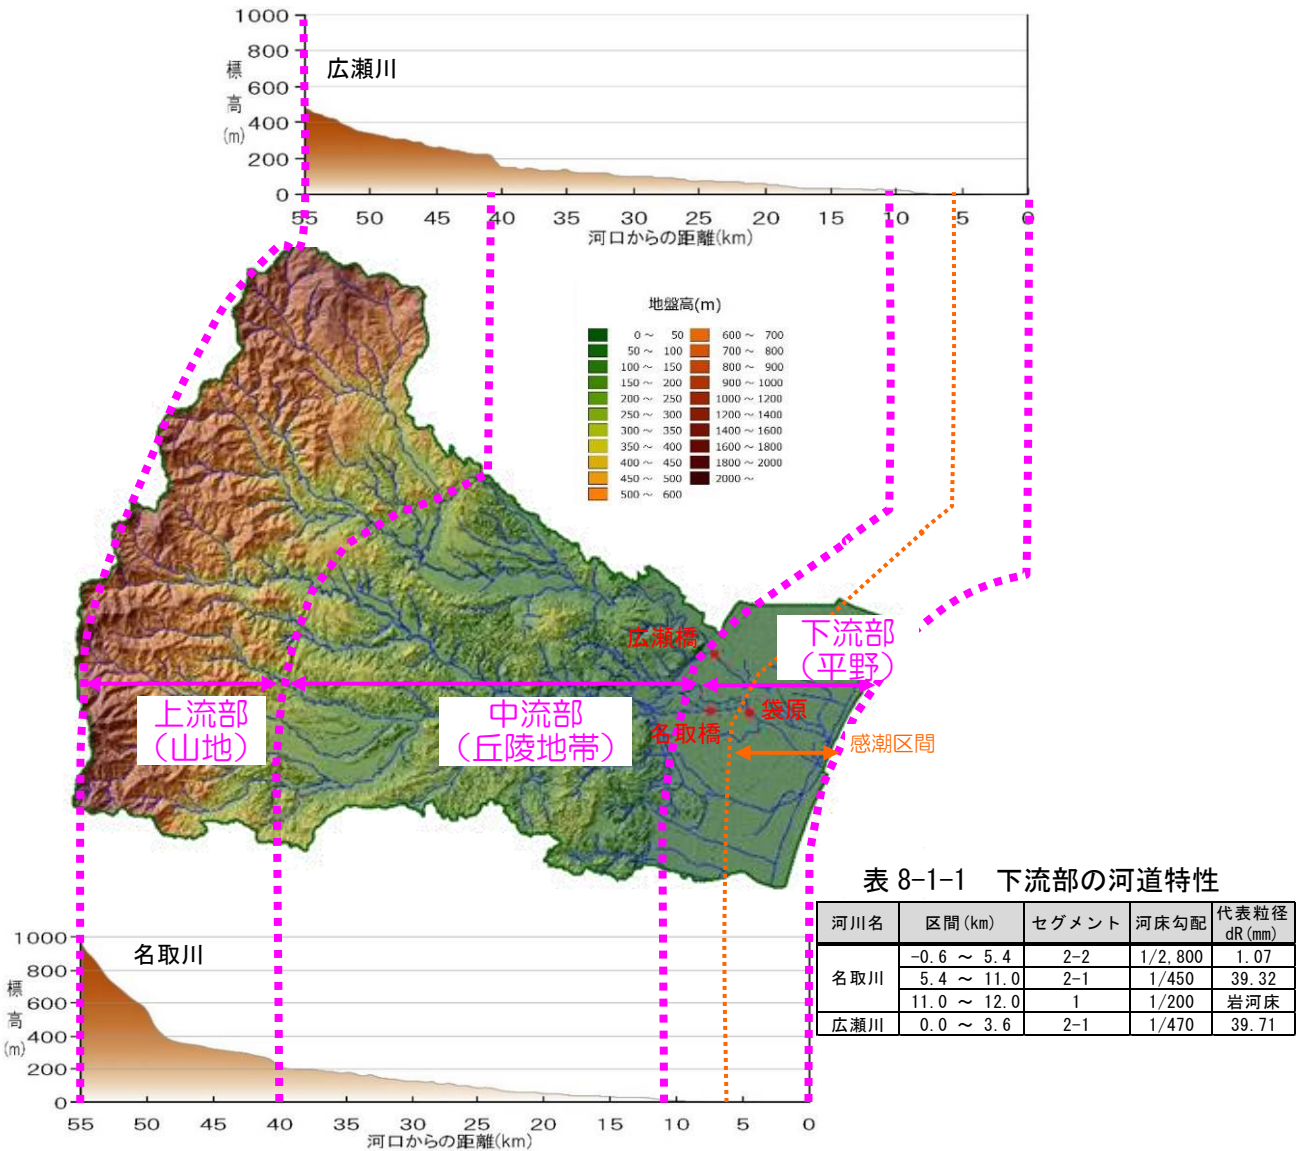 1000
800
600
400
200
0
標
高
(m)
広瀬川
55 50 45 40 35 30 25 20 15 10 5 0
河口からの距離(km)
地盤高(m)
0 ～ 50
50 ～ 100
100 ～ 150
150 ～ 200
200 ～ 250
250 ～ 300
300 ～ 350
350 ～ 400
400 ～ 450
450 ～ 500
500 ～ 600
600 ～ 700
700 ～ 800
800 ～ 900
900 ～ 1000
1000 ～ 1200
1200 ～ 1400
1400 ～ 1600
1600 ～ 1800
1800 ～ 2000
2000 ～
広瀬橋
下流部
（平野）
上流部
（山地）
中流部
（丘陵地帯）
名取橋
袋原
感潮区間
表 8-1-1 下流部の河道特性
河川名 区間(km) セグメント 河床勾配 代表粒径
dR(mm)
名取川 -0.6 ～ 5.4 2-2 1/2,800 1.07
5.4 ～ 11.0 2-1 1/450 39.32
11.0 ～ 12.0 1 1/200 岩河床
広瀬川 0.0 ～ 3.6 2-1 1/470 39.71
1000
800
600
400
200
0
標
高
(m)
名取川
55 50 45 40 35 30 25 20 15 10 5 0
河口からの距離(km)